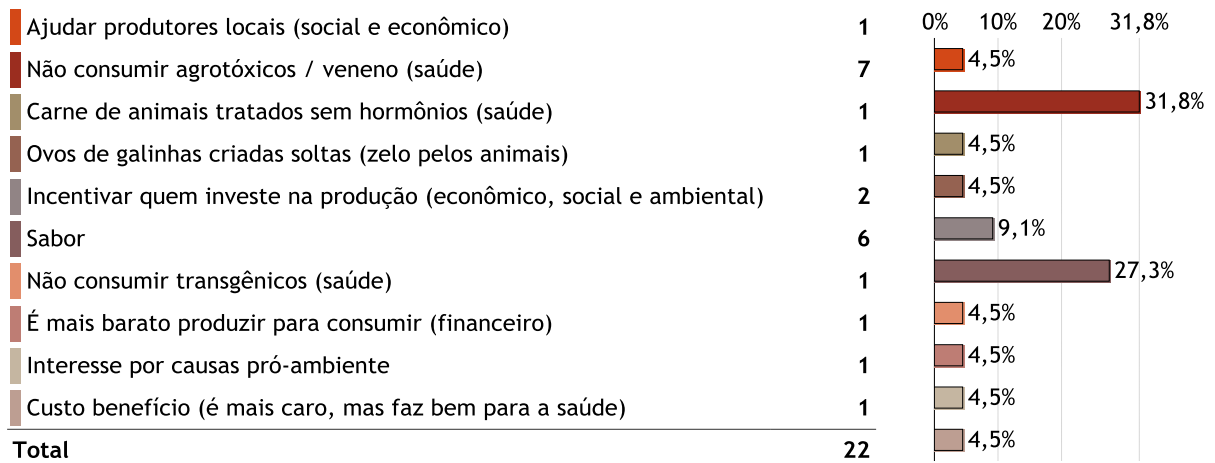 0% 10% 20% 31,8%
Ajudar produtores locais (social e econômico) 1 4,5%
Não consumir agrotóxicos / veneno (saúde) 7 31,8%
Carne de animais tratados sem hormônios (saúde) 1 4,5%
Ovos de galinhas criadas soltas (zelo pelos animais) 1 4,5%
Incentivar quem investe na produção (econômico, social e ambiental) 2 9,1%
Sabor 6 27,3%
Não consumir transgênicos (saúde) 1 4,5%
É mais barato produzir para consumir (financeiro) 1 4,5%
Interesse por causas pró-ambiente 1 4,5%
Custo benefício (é mais caro, mas faz bem para a saúde) 1 4,5%
Total 22